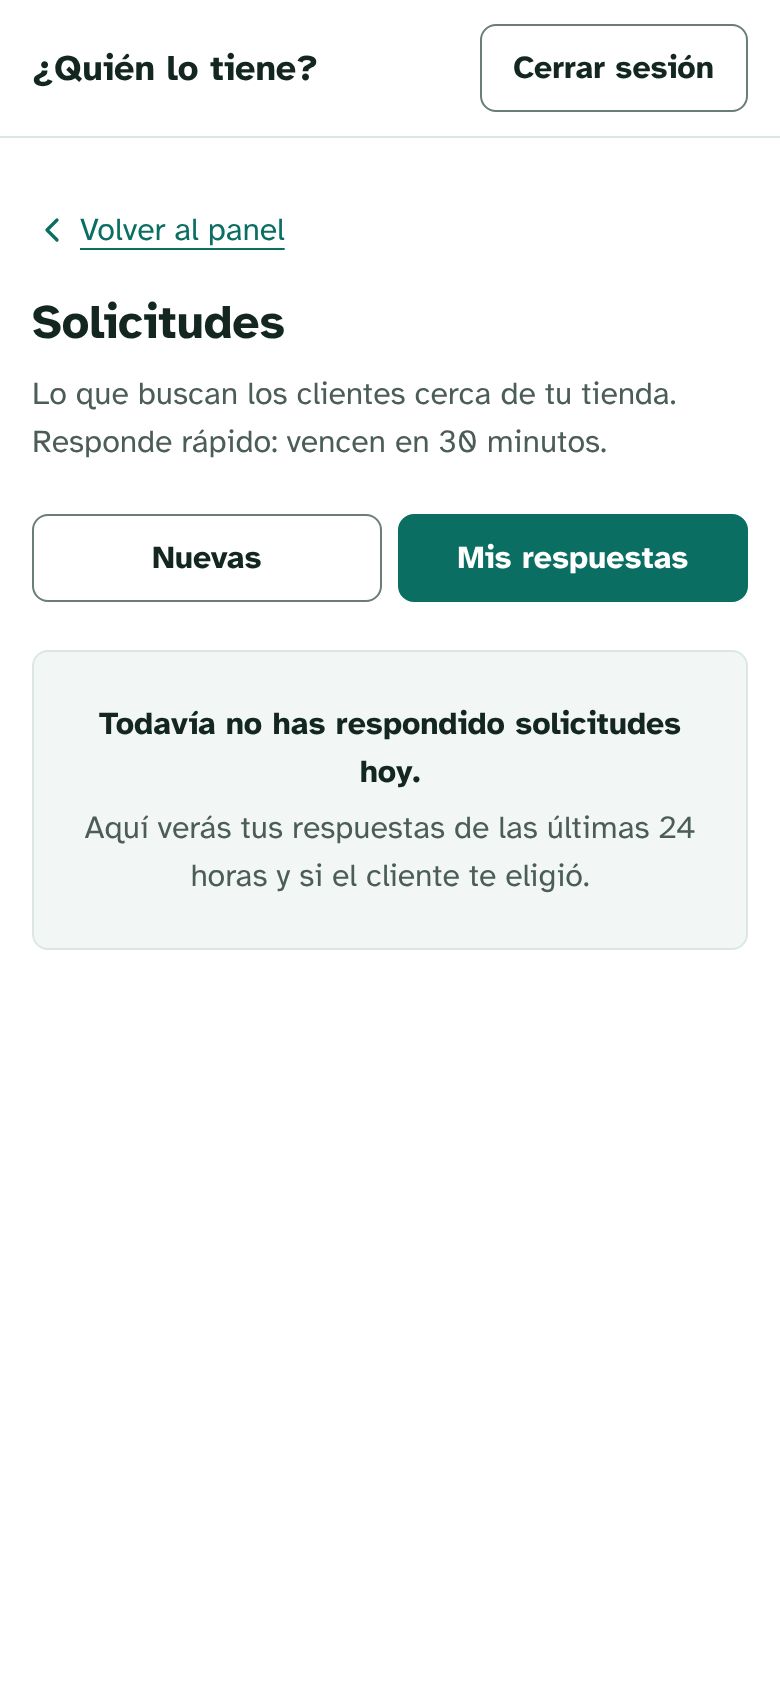 ¿Quién lo tiene?
Cerrar sesión
Volver al panel
Solicitudes
Lo que buscan los clientes cerca de tu tienda.
Responde rápido: vencen en 30 minutos.
Nuevas
Mis respuestas
Todavía no has respondido solicitudes
hoy.
Aquí verás tus respuestas de las últimas 24
horas y si el cliente te eligió.